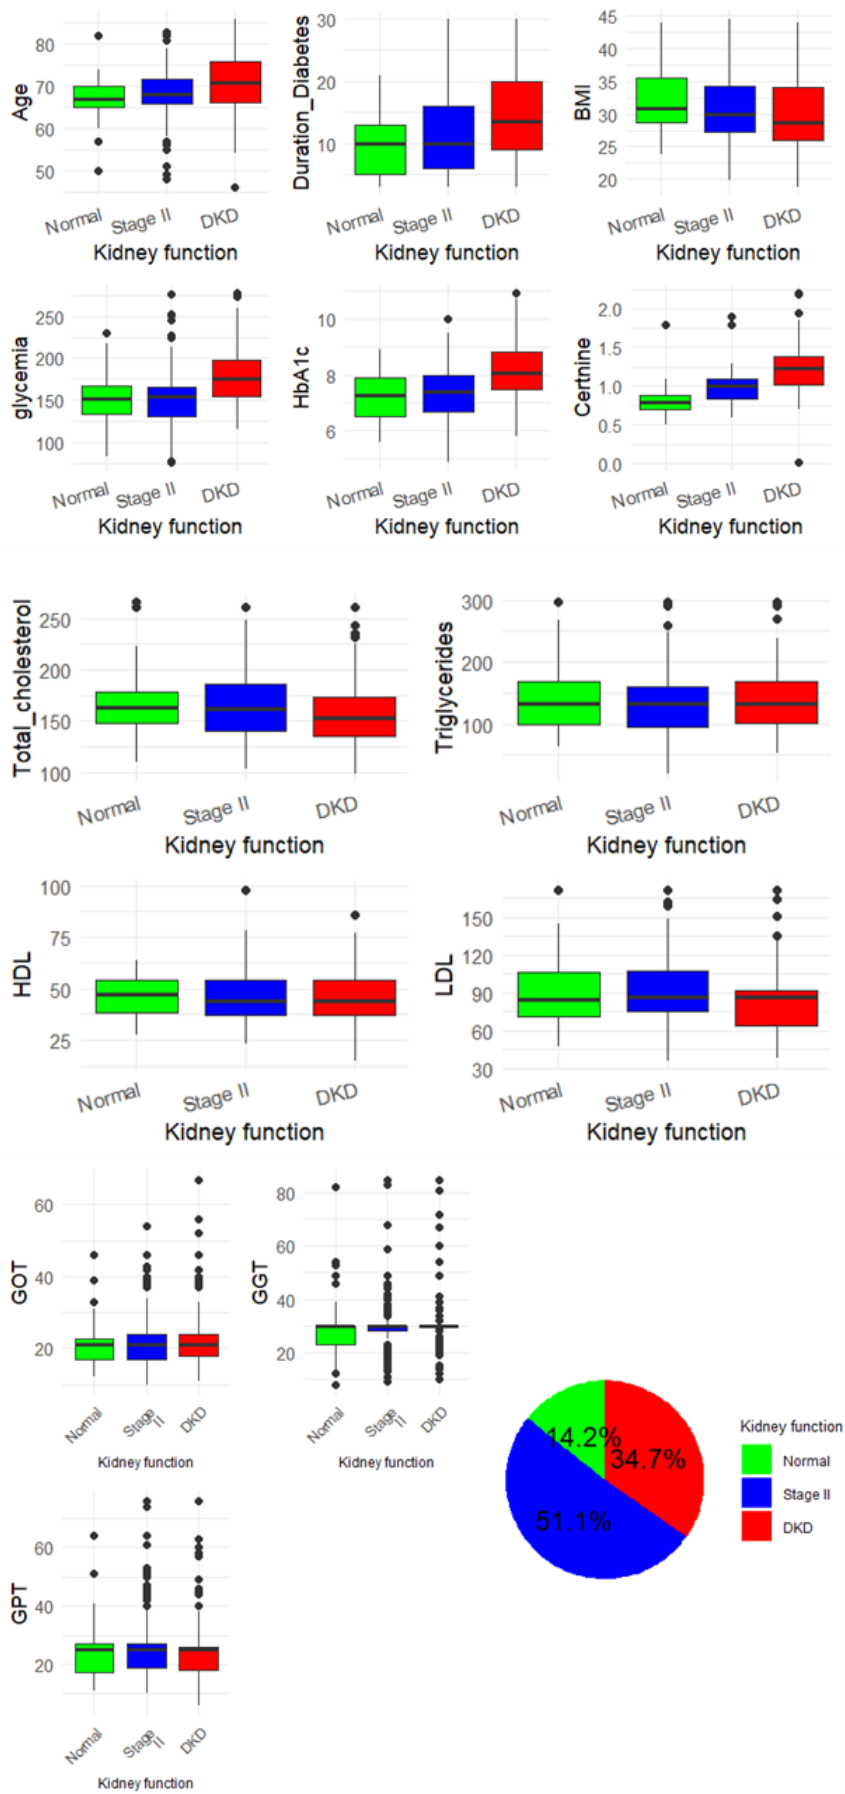 Age
80
70
60
50
Normal
Stage II
DKD
Kidney function
Duration_Diabetes
30
20
10
Normal
Stage II
DKD
Kidney function
BMI
45
40
35
30
25
20
Normal
Stage II
DKD
Kidney function
glycemia
250
200
150
100
Normal
Stage II
DKD
Kidney function
HbA1c
10
8
6
Normal
Stage II
DKD
Kidney function
Certnine
2.0
1.5
1.0
0.5
0.0
Normal
Stage II
DKD
Kidney function
Total_cholesterol
250
200
150
100
Normal
Stage II
DKD
Kidney function
Triglycerides
300
200
100
Normal
Stage II
DKD
Kidney function
HDL
100
75
50
25
Normal
Stage II
DKD
Kidney function
LDL
150
120
90
60
30
Normal
Stage II
DKD
Kidney function
GOT
60
40
20
Normal
Stage
II
DKD
Kidney function
GGT
80
60
40
20
Normal
Stage
II
DKD
Kidney function
14.2%
34.7%
51.1%
Kidney function
Normal
Stage II
DKD
GPT
60
40
20
Normal
Stage
II
DKD
Kidney function